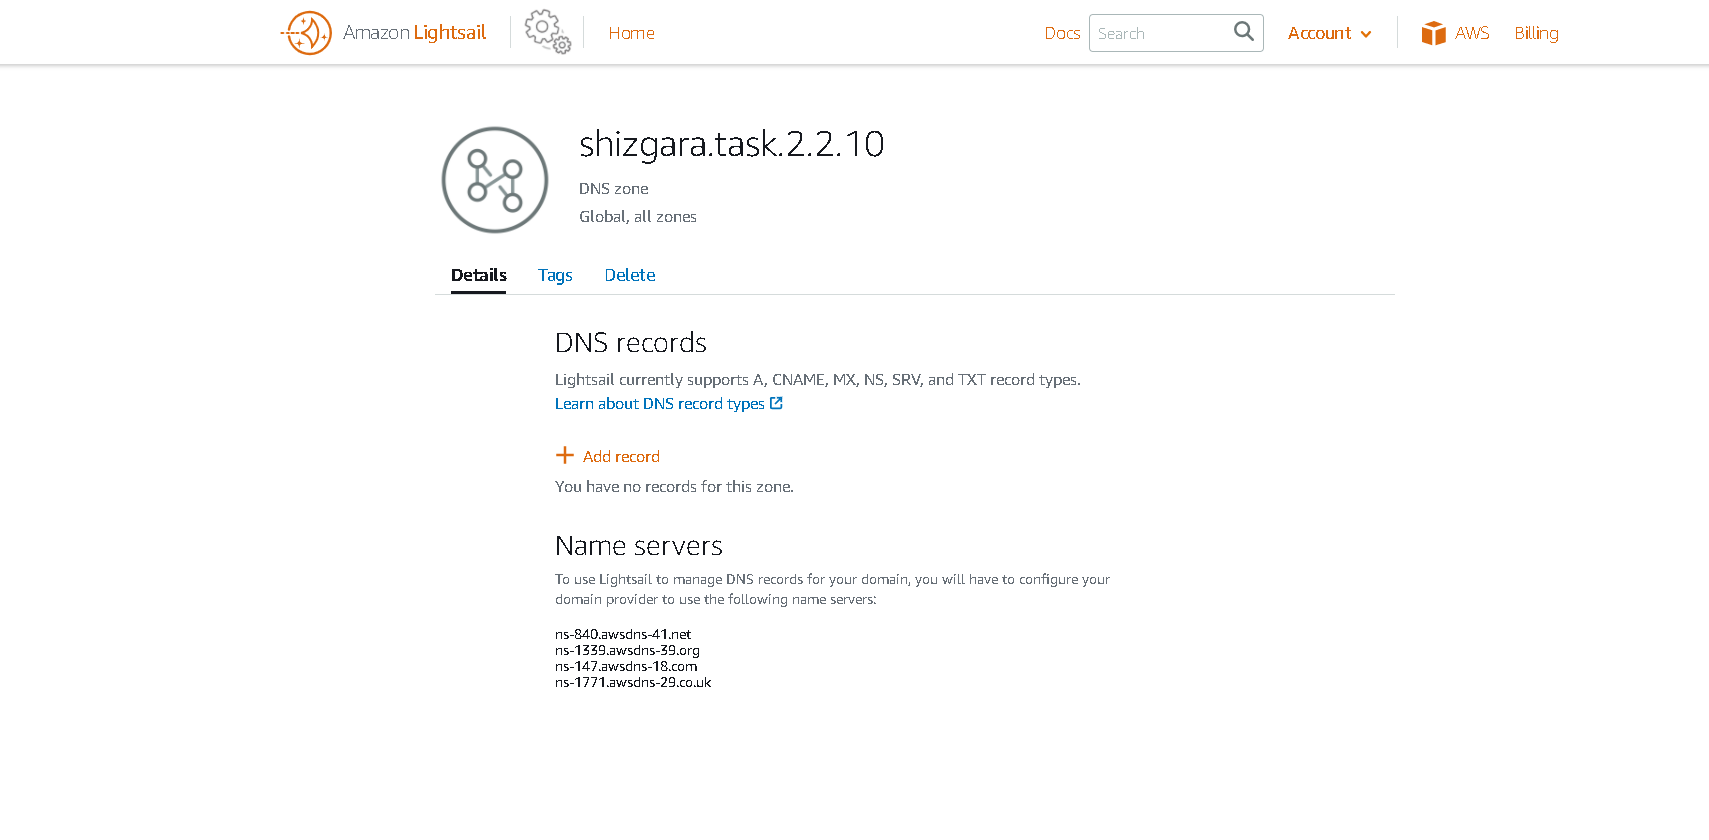 Amazon Lightsail Home Docs Search Account AWS Billing
shizgara.task.2.2.10
DNS zone
Global, all zones
Details Tags Delete
DNS records
Lightsail currently supports A, CNAME, MX, NS, SRV, and TXT record types.
Learn about DNS record types
Add record
You have no records for this zone.
Name servers
To use Lightsail to manage DNS records for your domain, you will have to configure your
domain provider to use the following name servers:
ns-840.awsdns-41.net
ns-1339.awsdns-39.org
ns-147.awsdns-18.com
ns-1771.awsdns-29.co.uk